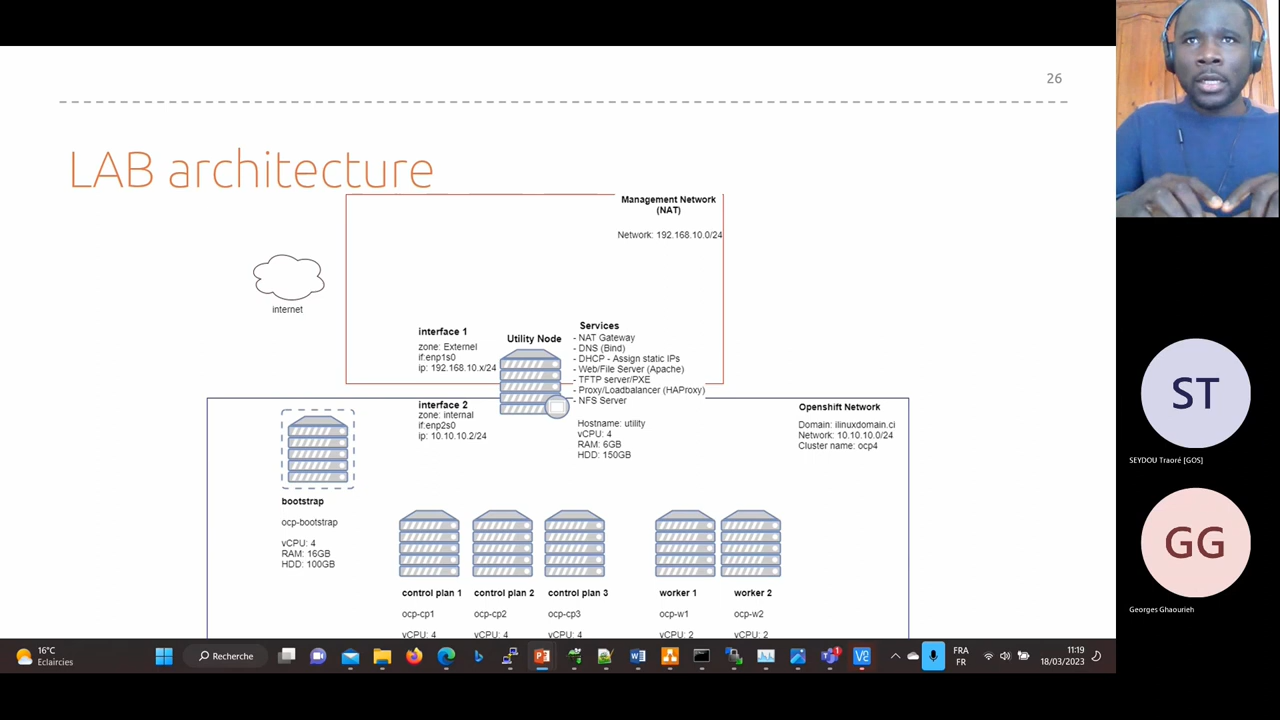 26
LAB architecture
Management Network
(NAT)
Network: 192.168.10.0/24
internet
interface 1
zone: External
if:enp1s0
ip: 192.168.10.x/24
Utility Node
Services
- NAT Gateway
- DNS (Bind)
- DHCP - Assign static IPs
- Web/File Server (Apache)
- TFTP server/PXE
- Proxy/Loadbalancer (HAProxy)
- NFS Server
interface 2
zone: internal
if:enp2s0
ip: 10.10.10.2/24
Hostname: utility
vCPU: 4
RAM: 6GB
HDD: 150GB
Openshift Network
Domain: ilinuxdomain.ci
Network: 10.10.10.0/24
Cluster name: ocp4
bootstrap
ocp-bootstrap
vCPU: 4
RAM: 16GB
HDD: 100GB
control plan 1
ocp-cp1
vCPU: 4
control plan 2
ocp-cp2
vCPU: 4
control plan 3
ocp-cp3
vCPU: 4
worker 1
ocp-w1
vCPU: 2
worker 2
ocp-w2
vCPU: 2
ST
SEYDOU Traoré [GOS]
GG
Georges Ghaourieh
16°C
Eclaircies
Recherche
FRA
FR
11:19
18/03/2023